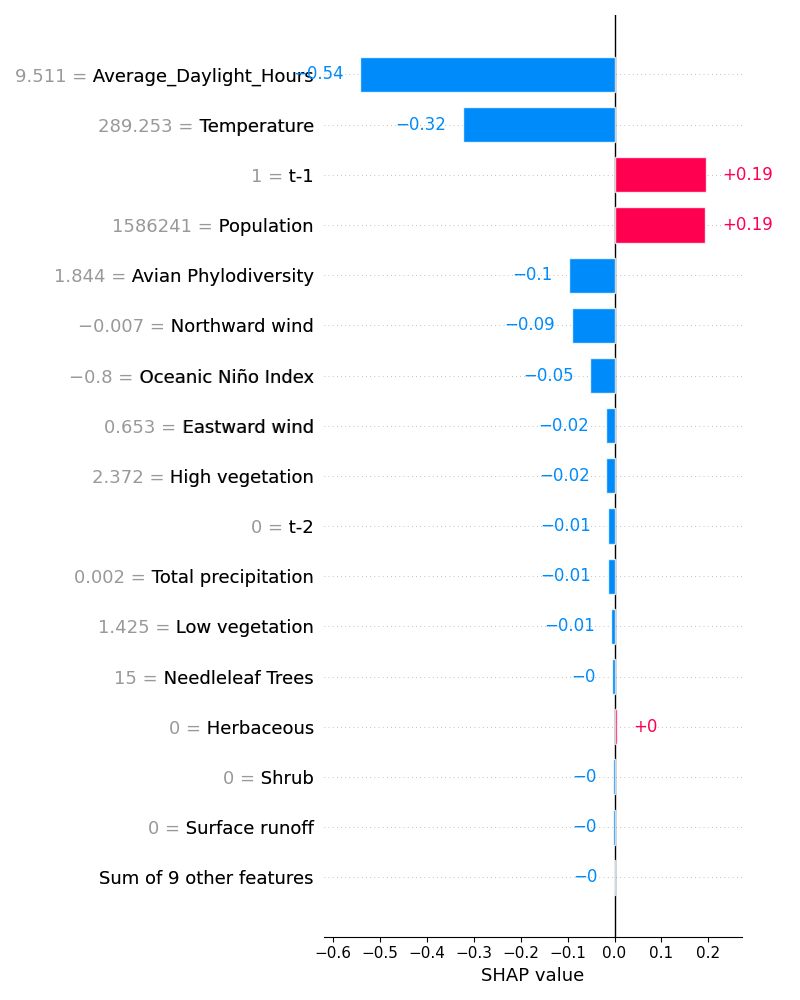 9.511 = Average_Daylight_Hours −0.54
289.253 = Temperature −0.32
1 = t-1 +0.19
1586241 = Population +0.19
1.844 = Avian Phylodiversity −0.1
−0.007 = Northward wind −0.09
−0.8 = Oceanic Niño Index −0.05
0.653 = Eastward wind −0.02
2.372 = High vegetation −0.02
0 = t-2 −0.01
0.002 = Total precipitation −0.01
1.425 = Low vegetation −0.01
15 = Needleleaf Trees −0
0 = Herbaceous +0
0 = Shrub −0
0 = Surface runoff −0
Sum of 9 other features −0
−0.6 −0.5 −0.4 −0.3 −0.2 −0.1 0.0 0.1 0.2
SHAP value